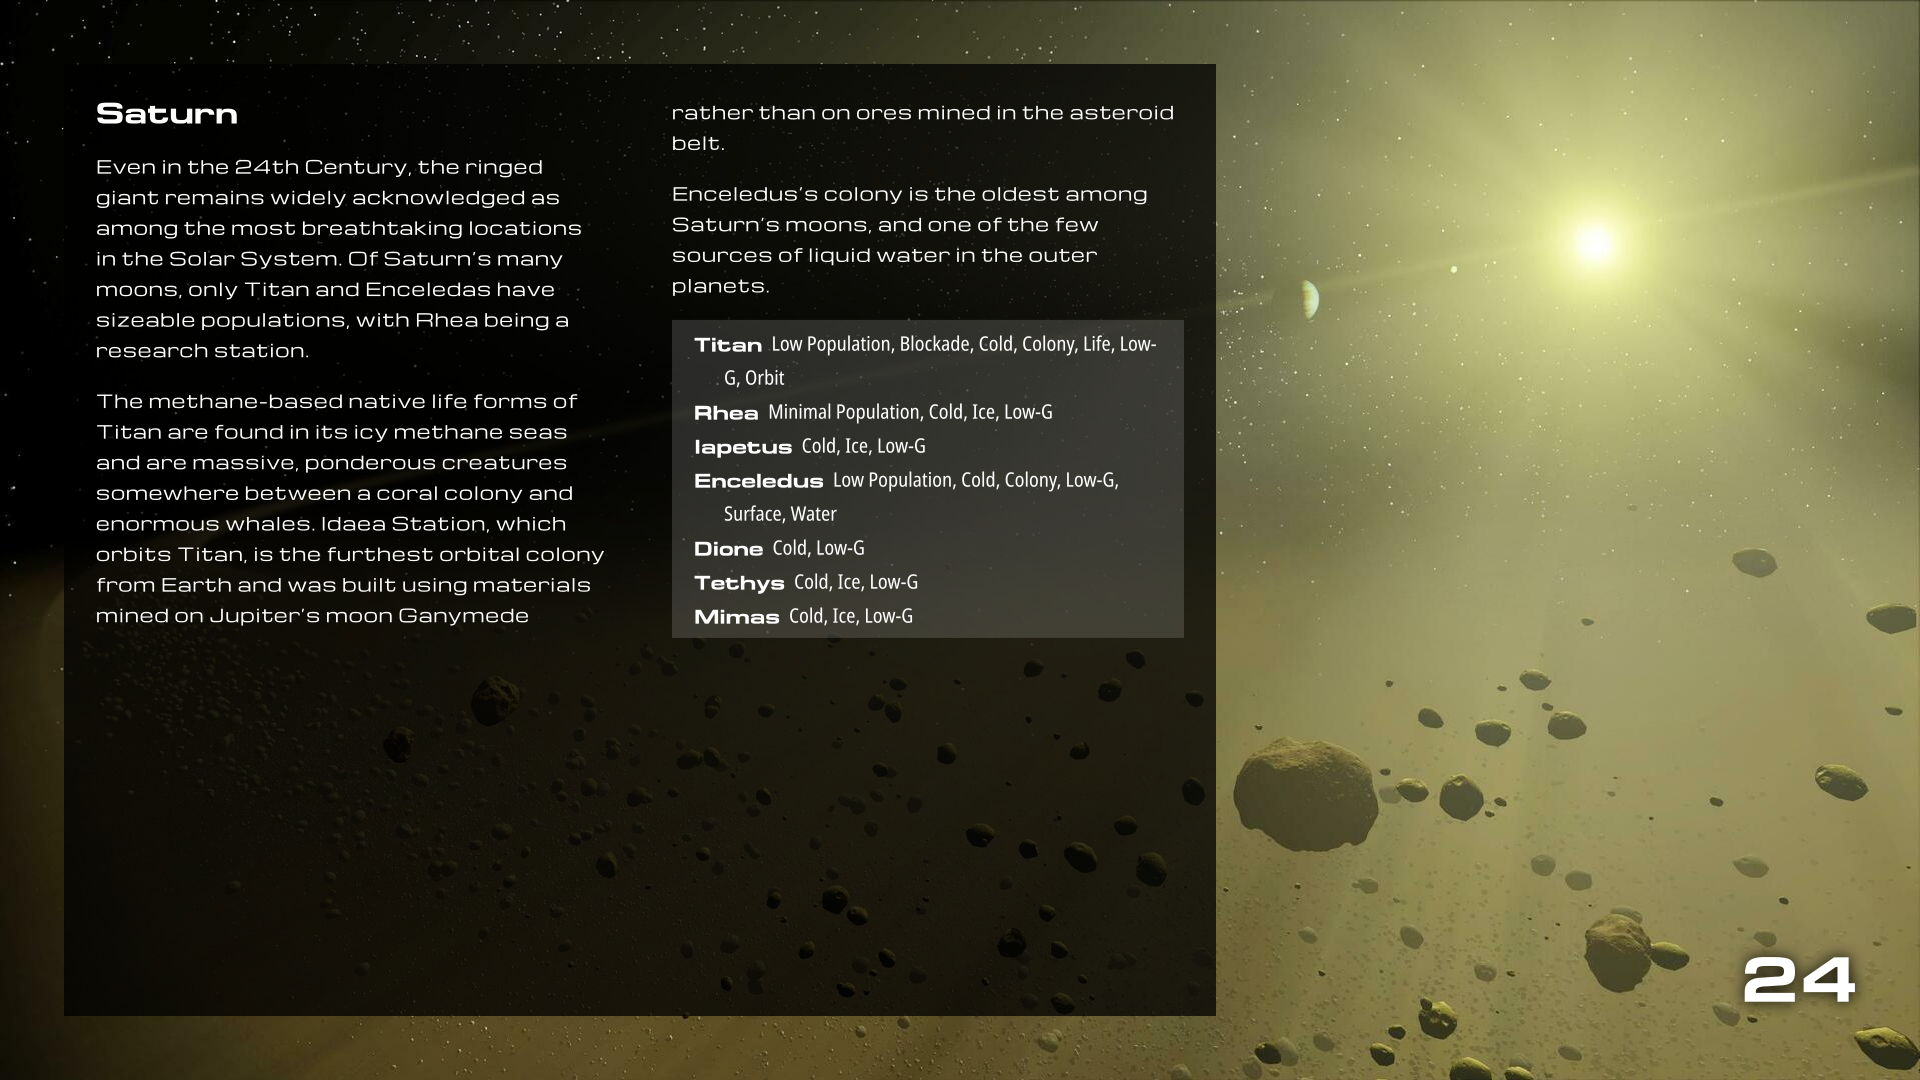 Saturn
Even in the 24th Century, the ringed
giant remains widely acknowledged as
among the most breathtaking locations
in the Solar System. Of Saturn's many
moons, only Titan and Enceledas have
sizeable populations, with Rhea being a
research station.
The methane-based native life forms of
Titan are found in its icy methane seas
and are massive, ponderous creatures
somewhere between a coral colony and
enormous whales. Idaea Station, which
orbits Titan, is the furthest orbital colony
from Earth and was built using materials
mined on Jupiter's moon Ganymede
rather than on ores mined in the asteroid
belt.
Enceledus's colony is the oldest among
Saturn's moons, and one of the few
sources of liquid water in the outer
planets.
Titan Low Population, Blockade, Cold, Colony, Life, Low-
G, Orbit
Rhea Minimal Population, Cold, Ice, Low-G
Iapetus Cold, Ice, Low-G
Enceledus Low Population, Cold, Colony, Low-G,
Surface, Water
Dione Cold, Low-G
Tethys Cold, Ice, Low-G
Mimas Cold, Ice, Low-G
24